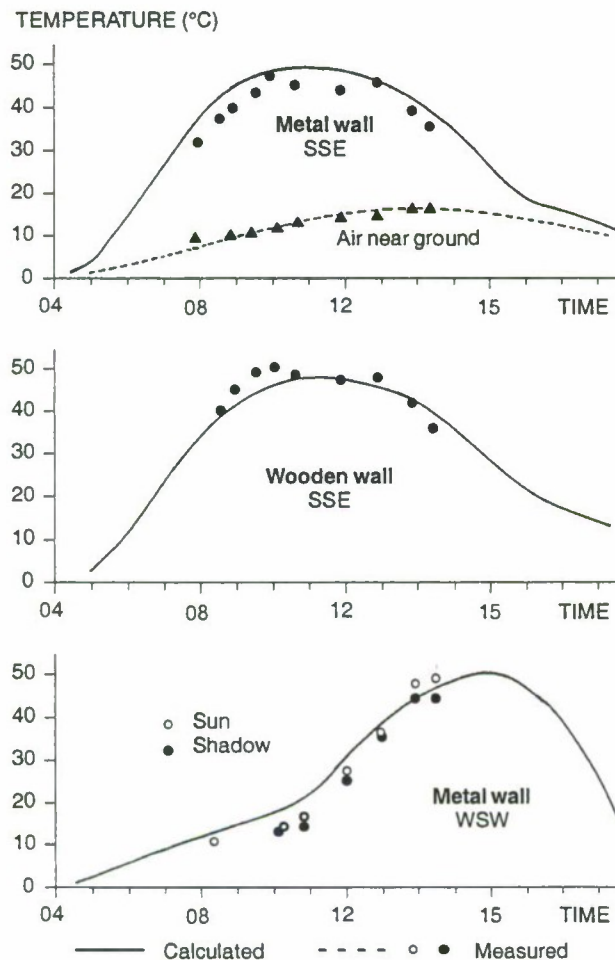 TEMPERATURE (°C)
50
40
30
20
10
0
Metal wall
SSE
Air near ground
04 08 12 15 TIME
50
40
30
20
10
0
Wooden wall
SSE
04 08 12 15 TIME
50
40
30
20
10
0
Sun
Shadow
Metal wall
WSW
04 08 12 15 TIME
Calculated Measured